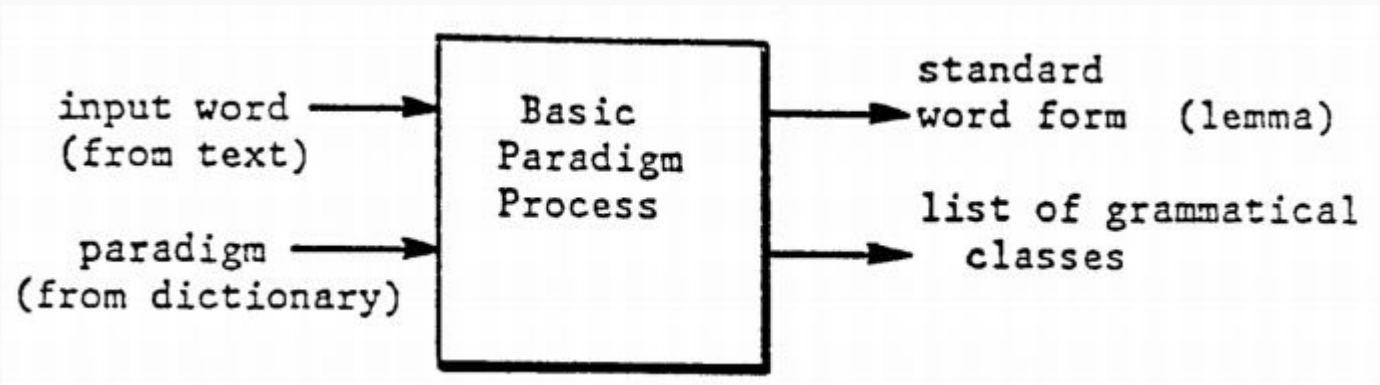 input word
(from text)
paradigm
(from dictionary)
Basic
Paradigm
Process
standard
word form (lemma)
list of grammatical
classes